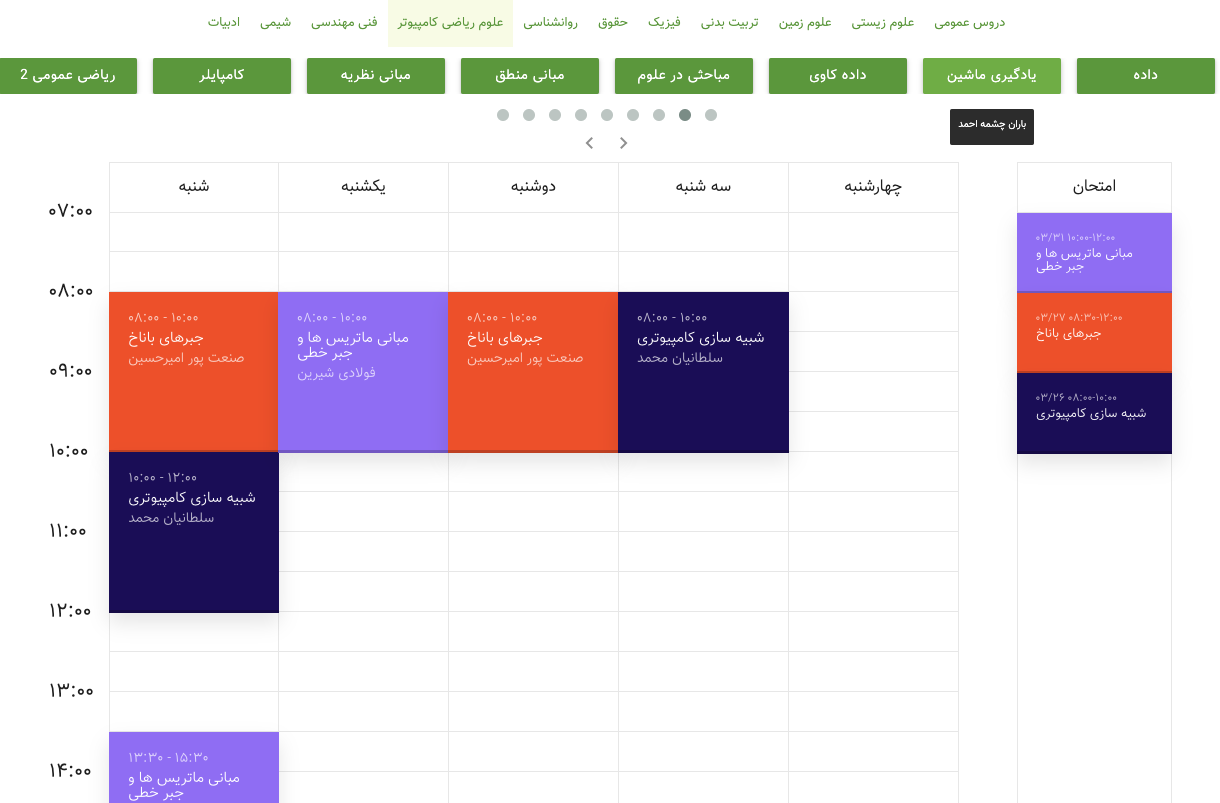 دروس عمومی
علوم زیستی
علوم زمین
تربیت بدنی
فیزیک
حقوق
روانشناسی
علوم ریاضی کامپیوتر
فنی مهندسی
شیمی
ادبیات
داده
یادگیری ماشین
داده کاوی
مباحثی در علوم
مبانی منطق
مبانی نظریه
کامپایلر
ریاضی عمومی 2
باران چشمه احمد
شنبه
یکشنبه
دوشنبه
سه شنبه
چهارشنبه
امتحان
۰۷:۰۰
۰۸:۰۰
۰۹:۰۰
۱۰:۰۰
۱۱:۰۰
۱۲:۰۰
۱۳:۰۰
۱۴:۰۰
۰۸:۰۰ - ۱۰:۰۰
جبرهای باناخ
صنعت پور امیرحسین
۱۰:۰۰ - ۱۲:۰۰
شبیه سازی کامپیوتری
سلطانیان محمد
۱۳:۳۰ - ۱۵:۳۰
مبانی ماتریس ها و
جبر خطی
۰۸:۰۰ - ۱۰:۰۰
مبانی ماتریس ها و
جبر خطی
فولادی شیرین
۰۸:۰۰ - ۱۰:۰۰
جبرهای باناخ
صنعت پور امیرحسین
۰۸:۰۰ - ۱۰:۰۰
شبیه سازی کامپیوتری
سلطانیان محمد
۰۳/۳۱ ۱۰:۰۰-۱۲:۰۰
مبانی ماتریس ها و
جبر خطی
۰۳/۲۷ ۰۸:۳۰-۱۲:۰۰
جبرهای باناخ
۰۳/۲۶ ۰۸:۰۰-۱۰:۰۰
شبیه سازی کامپیوتری